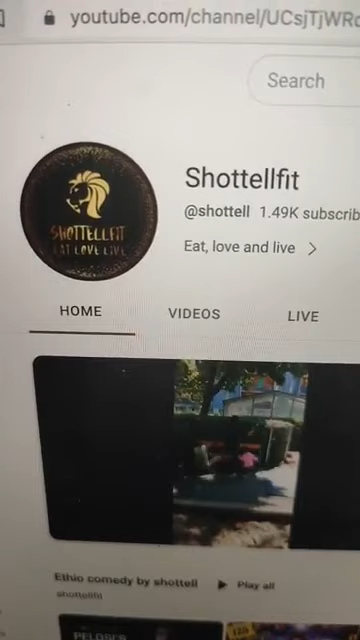 youtube.com/channel/UCsjTjWRc
Search
SHOTTELLFIT
EAT LOVE LIVE
Shottellfit
@shottell 1.49K subscrib
Eat, love and live
HOME VIDEOS LIVE
Ethio comedy by shottell Play all
shottellfit